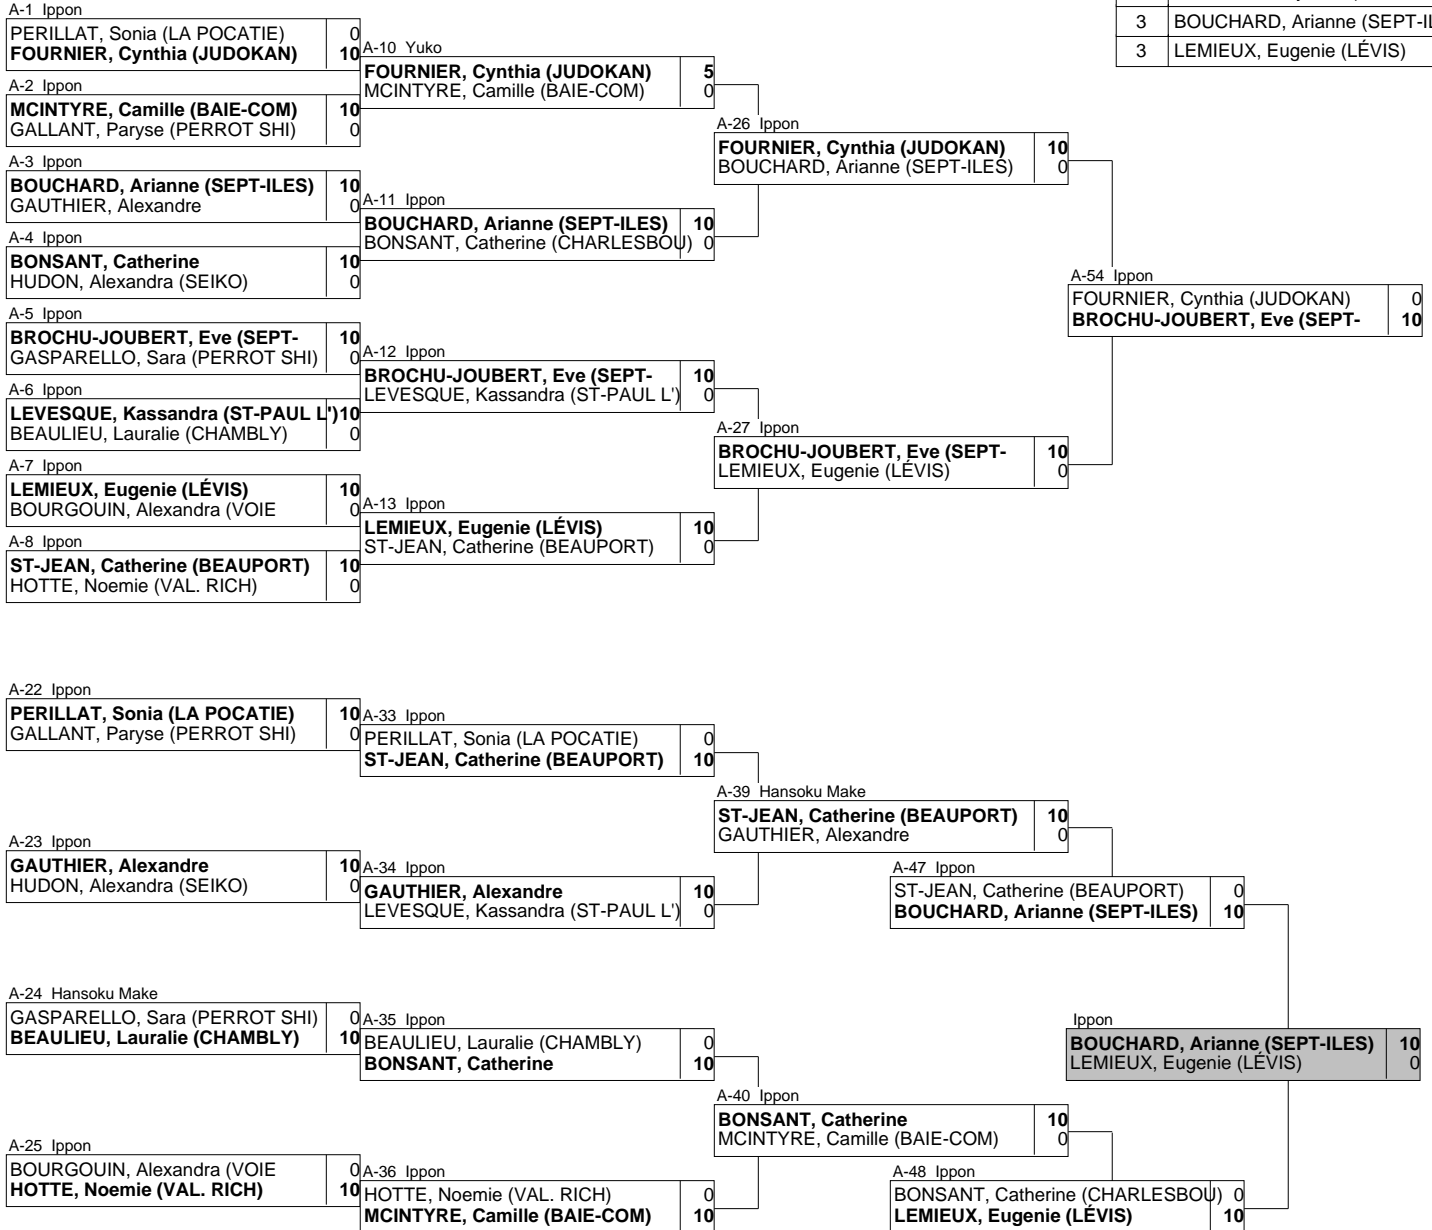 3 BOUCHARD, Arianne (SEPT-IL
3 LEMIEUX, Eugenie (LÉVIS)
A-1 Ippon
PERILLAT, Sonia (LA POCATIE) 0
FOURNIER, Cynthia (JUDOKAN) 10
A-2 Ippon
MCINTYRE, Camille (BAIE-COM) 10
GALLANT, Paryse (PERROT SHI) 0
A-3 Ippon
BOUCHARD, Arianne (SEPT-ILES) 10
GAUTHIER, Alexandre 0
A-4 Ippon
BONSANT, Catherine 10
HUDON, Alexandra (SEIKO) 0
A-5 Ippon
BROCHU-JOUBERT, Eve (SEPT- 10
GASPARELLO, Sara (PERROT SHI) 0
A-6 Ippon
LEVESQUE, Kassandra (ST-PAUL L') 10
BEAULIEU, Lauralie (CHAMBLY) 0
A-7 Ippon
LEMIEUX, Eugenie (LÉVIS) 10
BOURGOUIN, Alexandra (VOIE 0
A-8 Ippon
ST-JEAN, Catherine (BEAUPORT) 10
HOTTE, Noemie (VAL. RICH) 0
A-10 Yuko
FOURNIER, Cynthia (JUDOKAN) 5
MCINTYRE, Camille (BAIE-COM) 0
A-11 Ippon
BOUCHARD, Arianne (SEPT-ILES) 10
BONSANT, Catherine (CHARLESBOU) 0
A-12 Ippon
BROCHU-JOUBERT, Eve (SEPT- 10
LEVESQUE, Kassandra (ST-PAUL L') 0
A-13 Ippon
LEMIEUX, Eugenie (LÉVIS) 10
ST-JEAN, Catherine (BEAUPORT) 0
A-26 Ippon
FOURNIER, Cynthia (JUDOKAN) 10
BOUCHARD, Arianne (SEPT-ILES) 0
A-27 Ippon
BROCHU-JOUBERT, Eve (SEPT- 10
LEMIEUX, Eugenie (LÉVIS) 0
A-54 Ippon
FOURNIER, Cynthia (JUDOKAN) 0
BROCHU-JOUBERT, Eve (SEPT- 10
A-22 Ippon
PERILLAT, Sonia (LA POCATIE) 10
GALLANT, Paryse (PERROT SHI) 0
A-23 Ippon
GAUTHIER, Alexandre 10
HUDON, Alexandra (SEIKO) 0
A-24 Hansoku Make
GASPARELLO, Sara (PERROT SHI) 0
BEAULIEU, Lauralie (CHAMBLY) 10
A-25 Ippon
BOURGOUIN, Alexandra (VOIE 0
HOTTE, Noemie (VAL. RICH) 10
A-33 Ippon
PERILLAT, Sonia (LA POCATIE) 0
ST-JEAN, Catherine (BEAUPORT) 10
A-34 Ippon
GAUTHIER, Alexandre 10
LEVESQUE, Kassandra (ST-PAUL L') 0
A-35 Ippon
BEAULIEU, Lauralie (CHAMBLY) 0
BONSANT, Catherine 10
A-36 Ippon
HOTTE, Noemie (VAL. RICH) 0
MCINTYRE, Camille (BAIE-COM) 10
A-39 Hansoku Make
ST-JEAN, Catherine (BEAUPORT) 10
GAUTHIER, Alexandre 0
A-40 Ippon
BONSANT, Catherine 10
MCINTYRE, Camille (BAIE-COM) 0
A-47 Ippon
ST-JEAN, Catherine (BEAUPORT) 0
BOUCHARD, Arianne (SEPT-ILES) 10
A-48 Ippon
BONSANT, Catherine (CHARLESBOU) 0
LEMIEUX, Eugenie (LÉVIS) 10
Ippon
BOUCHARD, Arianne (SEPT-ILES) 10
LEMIEUX, Eugenie (LÉVIS) 0